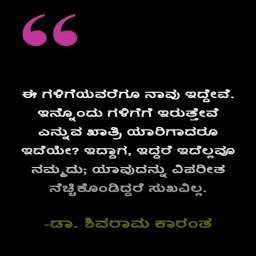 ಈ ಗಳಿಗೆಯವರೆಗೂ ನಾವು ಇದ್ದೇವೆ.
ಇನ್ನೊಂದು ಗಳಿಗೆಗೆ ಇರುತ್ತೇವೆ
ಎನ್ನುವ ಖಾತ್ರಿ ಯಾರಿಗಾದರೂ
ಇದೆಯೇ? ಇದ್ದಾಗ, ಇದ್ದರೆ ಇದೆಲ್ಲವೂ
ನಮ್ಮದು; ಯಾವುದನ್ನು ವಿಪರೀತ
ನೆಚ್ಚಿಕೊಂಡಿದ್ದರೆ ಸುಖವಿಲ್ಲ.
-ಡಾ. ಶಿವರಾಮ ಕಾರಂತ